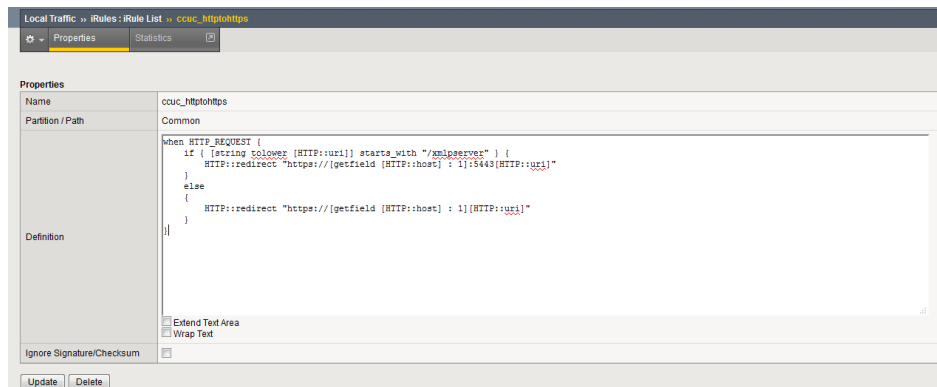 Local Traffic ›› iRules : iRule List ›› ccuc_httptohttps
Properties Statistics
Properties
Name ccuc_httptohttps
Partition / Path Common
Definition
when HTTP_REQUEST {
if { [string tolower [HTTP::uri]] starts_with "/xmlpserver" } {
HTTP::redirect "https://[getfield [HTTP::host] : 1]:5443[HTTP::uri]"
}
else
{
HTTP::redirect "https://[getfield [HTTP::host] : 1][HTTP::uri]"
}
}
Extend Text Area
Wrap Text
Ignore Signature/Checksum
Update Delete